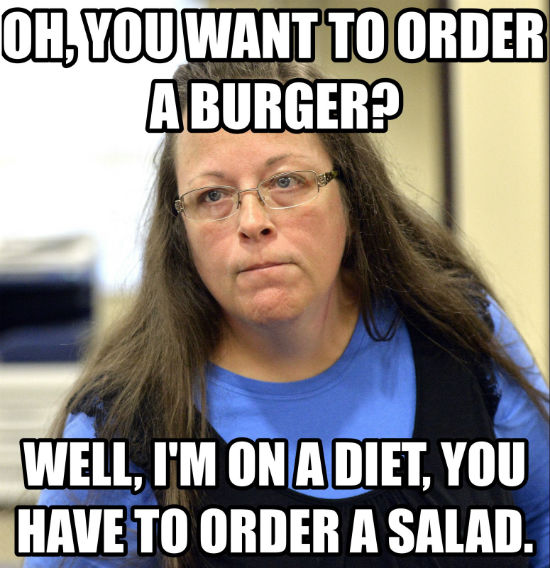 OH, YOU WANT TO ORDER
A BURGER?
WELL, I'M ON A DIET, YOU
HAVE TO ORDER A SALAD.